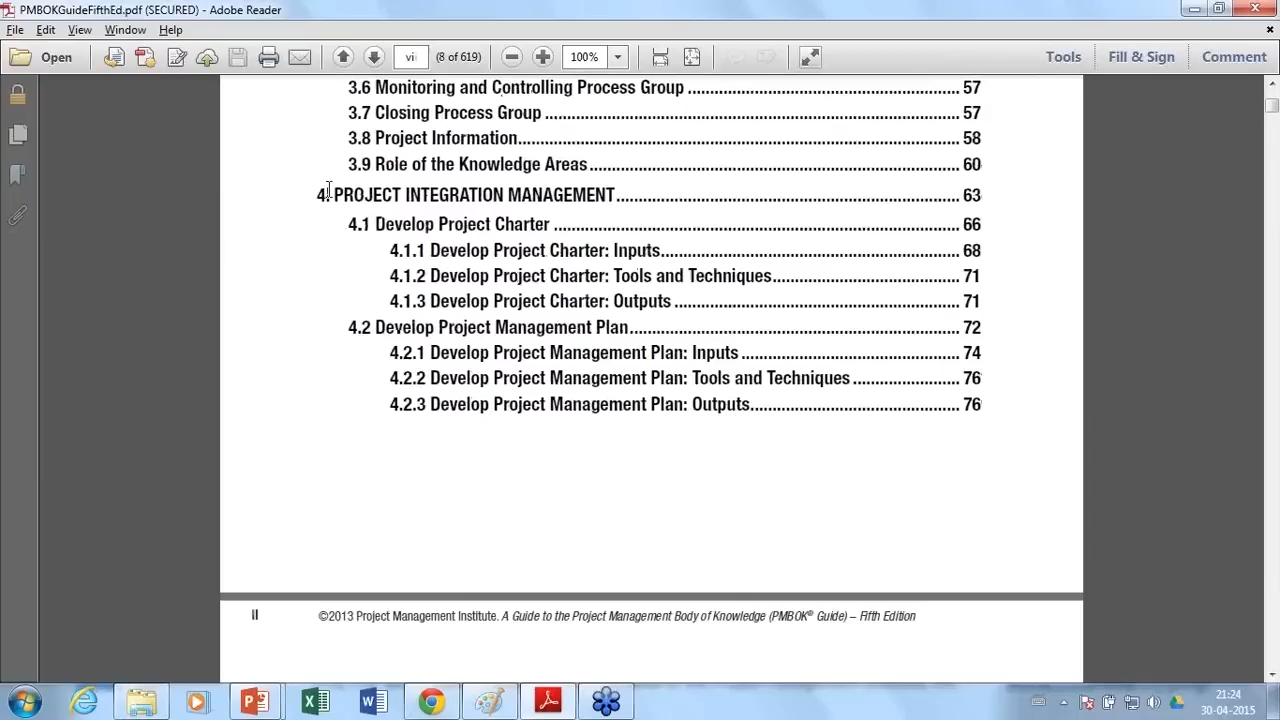 PMBOKGuideFifthEd.pdf (SECURED) - Adobe Reader
File Edit View Window Help
Open vi (8 of 619) 100% Tools Fill & Sign Comment
3.6 Monitoring and Controlling Process Group ........................................................ 57
3.7 Closing Process Group ........................................................ 57
3.8 Project Information........................................................ 58
3.9 Role of the Knowledge Areas ........................................................ 60
4. PROJECT INTEGRATION MANAGEMENT ........................................................ 63
4.1 Develop Project Charter ........................................................ 66
4.1.1 Develop Project Charter: Inputs........................................................ 68
4.1.2 Develop Project Charter: Tools and Techniques........................................ 71
4.1.3 Develop Project Charter: Outputs ........................................................ 71
4.2 Develop Project Management Plan........................................................ 72
4.2.1 Develop Project Management Plan: Inputs ........................................ 74
4.2.2 Develop Project Management Plan: Tools and Techniques ...................... 76
4.2.3 Develop Project Management Plan: Outputs........................................ 76
II ©2013 Project Management Institute. A Guide to the Project Management Body of Knowledge (PMBOK® Guide) – Fifth Edition
21:24
30-04-2015